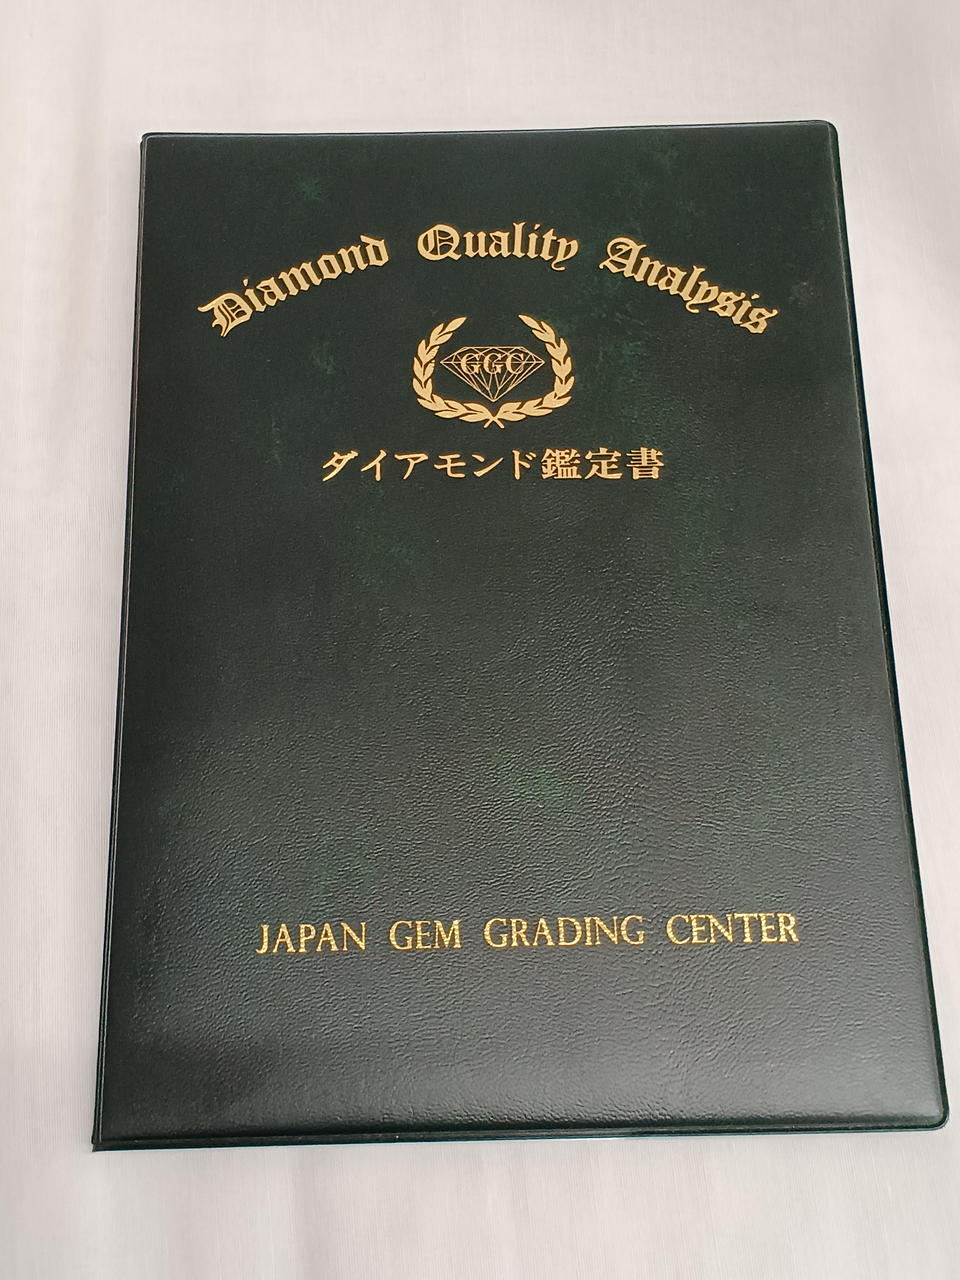 Diamond Quality Analysis
GGC
ダイアモンド鑑定書
JAPAN GEM GRADING CENTER